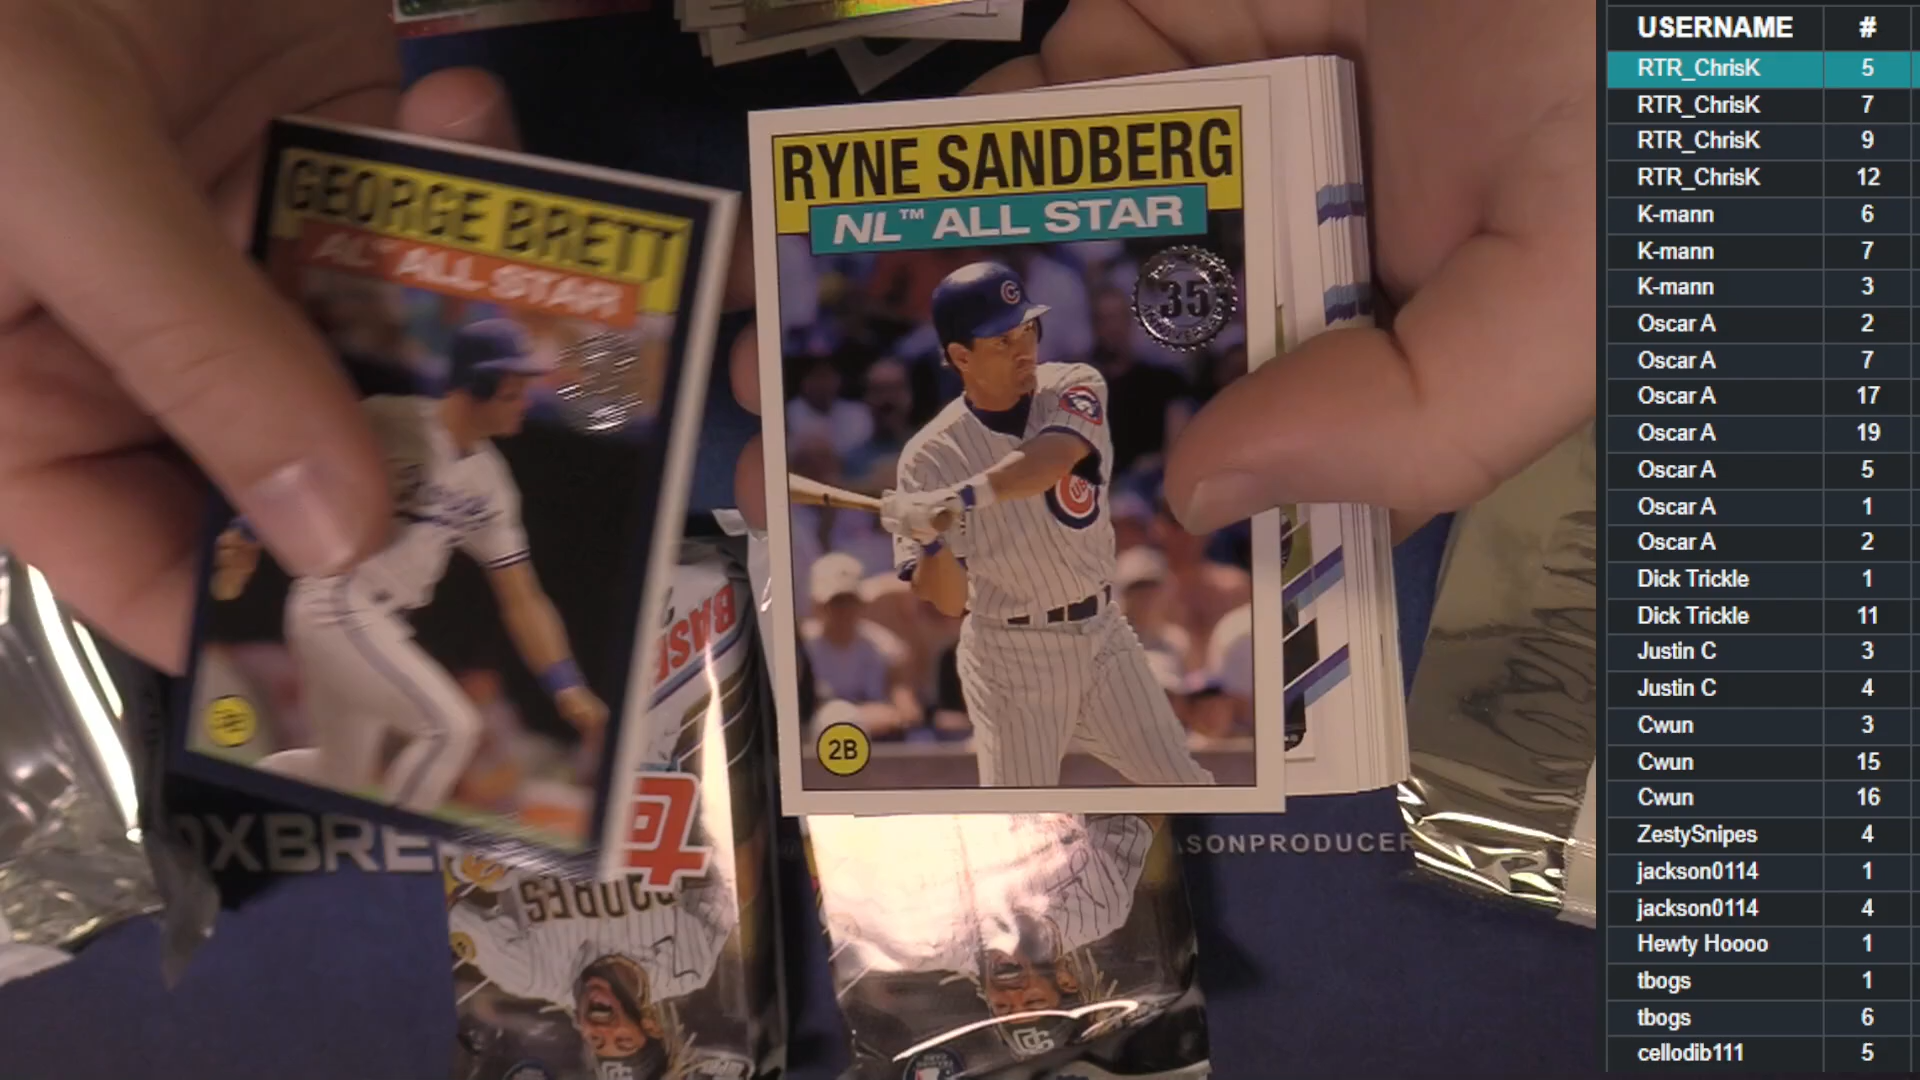 GEORGE BRETT
AL™ ALL STAR
RYNE SANDBERG
NL™ ALL STAR
35
2B
OXBRE
SONPRODUCER
PADRES
USERNAME #
RTR_ChrisK 5
RTR_ChrisK 7
RTR_ChrisK 9
RTR_ChrisK 12
K-mann 6
K-mann 7
K-mann 3
Oscar A 2
Oscar A 7
Oscar A 17
Oscar A 19
Oscar A 5
Oscar A 1
Oscar A 2
Dick Trickle 1
Dick Trickle 11
Justin C 3
Justin C 4
Cwun 3
Cwun 15
Cwun 16
ZestySnipes 4
jackson0114 1
jackson0114 4
Hewty Hoooo 1
tbogs 1
tbogs 6
cellodib111 5